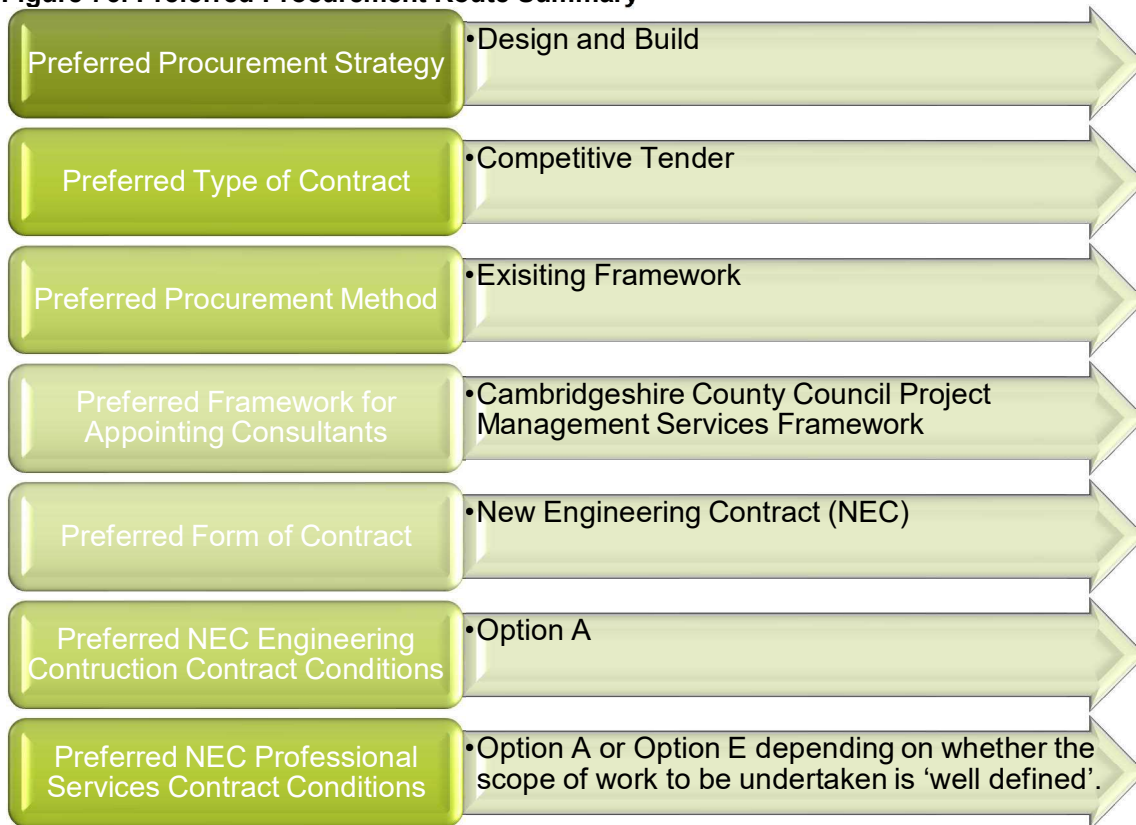 Preferred Procurement Route Summary
Preferred Procurement Strategy
•Design and Build
Preferred Type of Contract
•Competitive Tender
Preferred Procurement Method
•Exisiting Framework
Preferred Framework for
Appointing Consultants
•Cambridgeshire County Council Project
Management Services Framework
Preferred Form of Contract
•New Engineering Contract (NEC)
Preferred NEC Engineering
Contruction Contract Conditions
•Option A
Preferred NEC Professional
Services Contract Conditions
•Option A or Option E depending on whether the
scope of work to be undertaken is ‘well defined’.